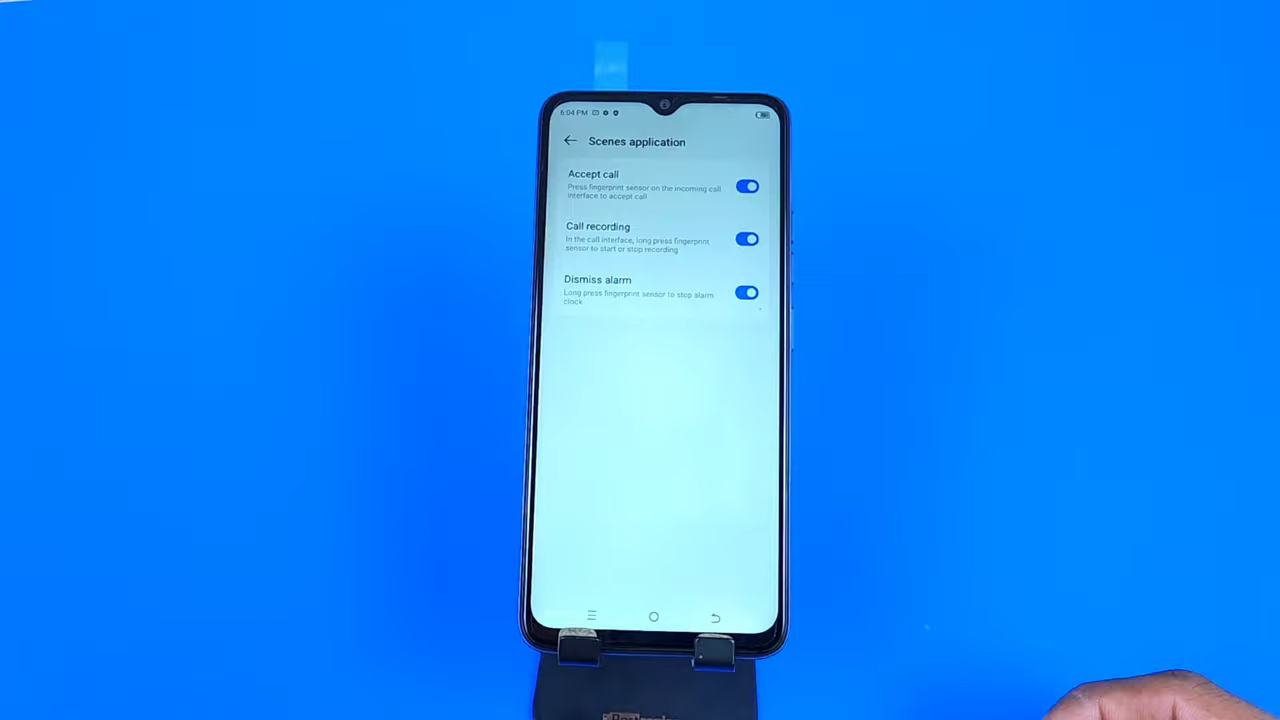 6:04 PM
Scenes application
Accept call
Press fingerprint sensor on the incoming call
interface to accept call
Call recording
In the call interface, long press fingerprint
sensor to start or stop recording
Dismiss alarm
Long press fingerprint sensor to stop alarm
clock